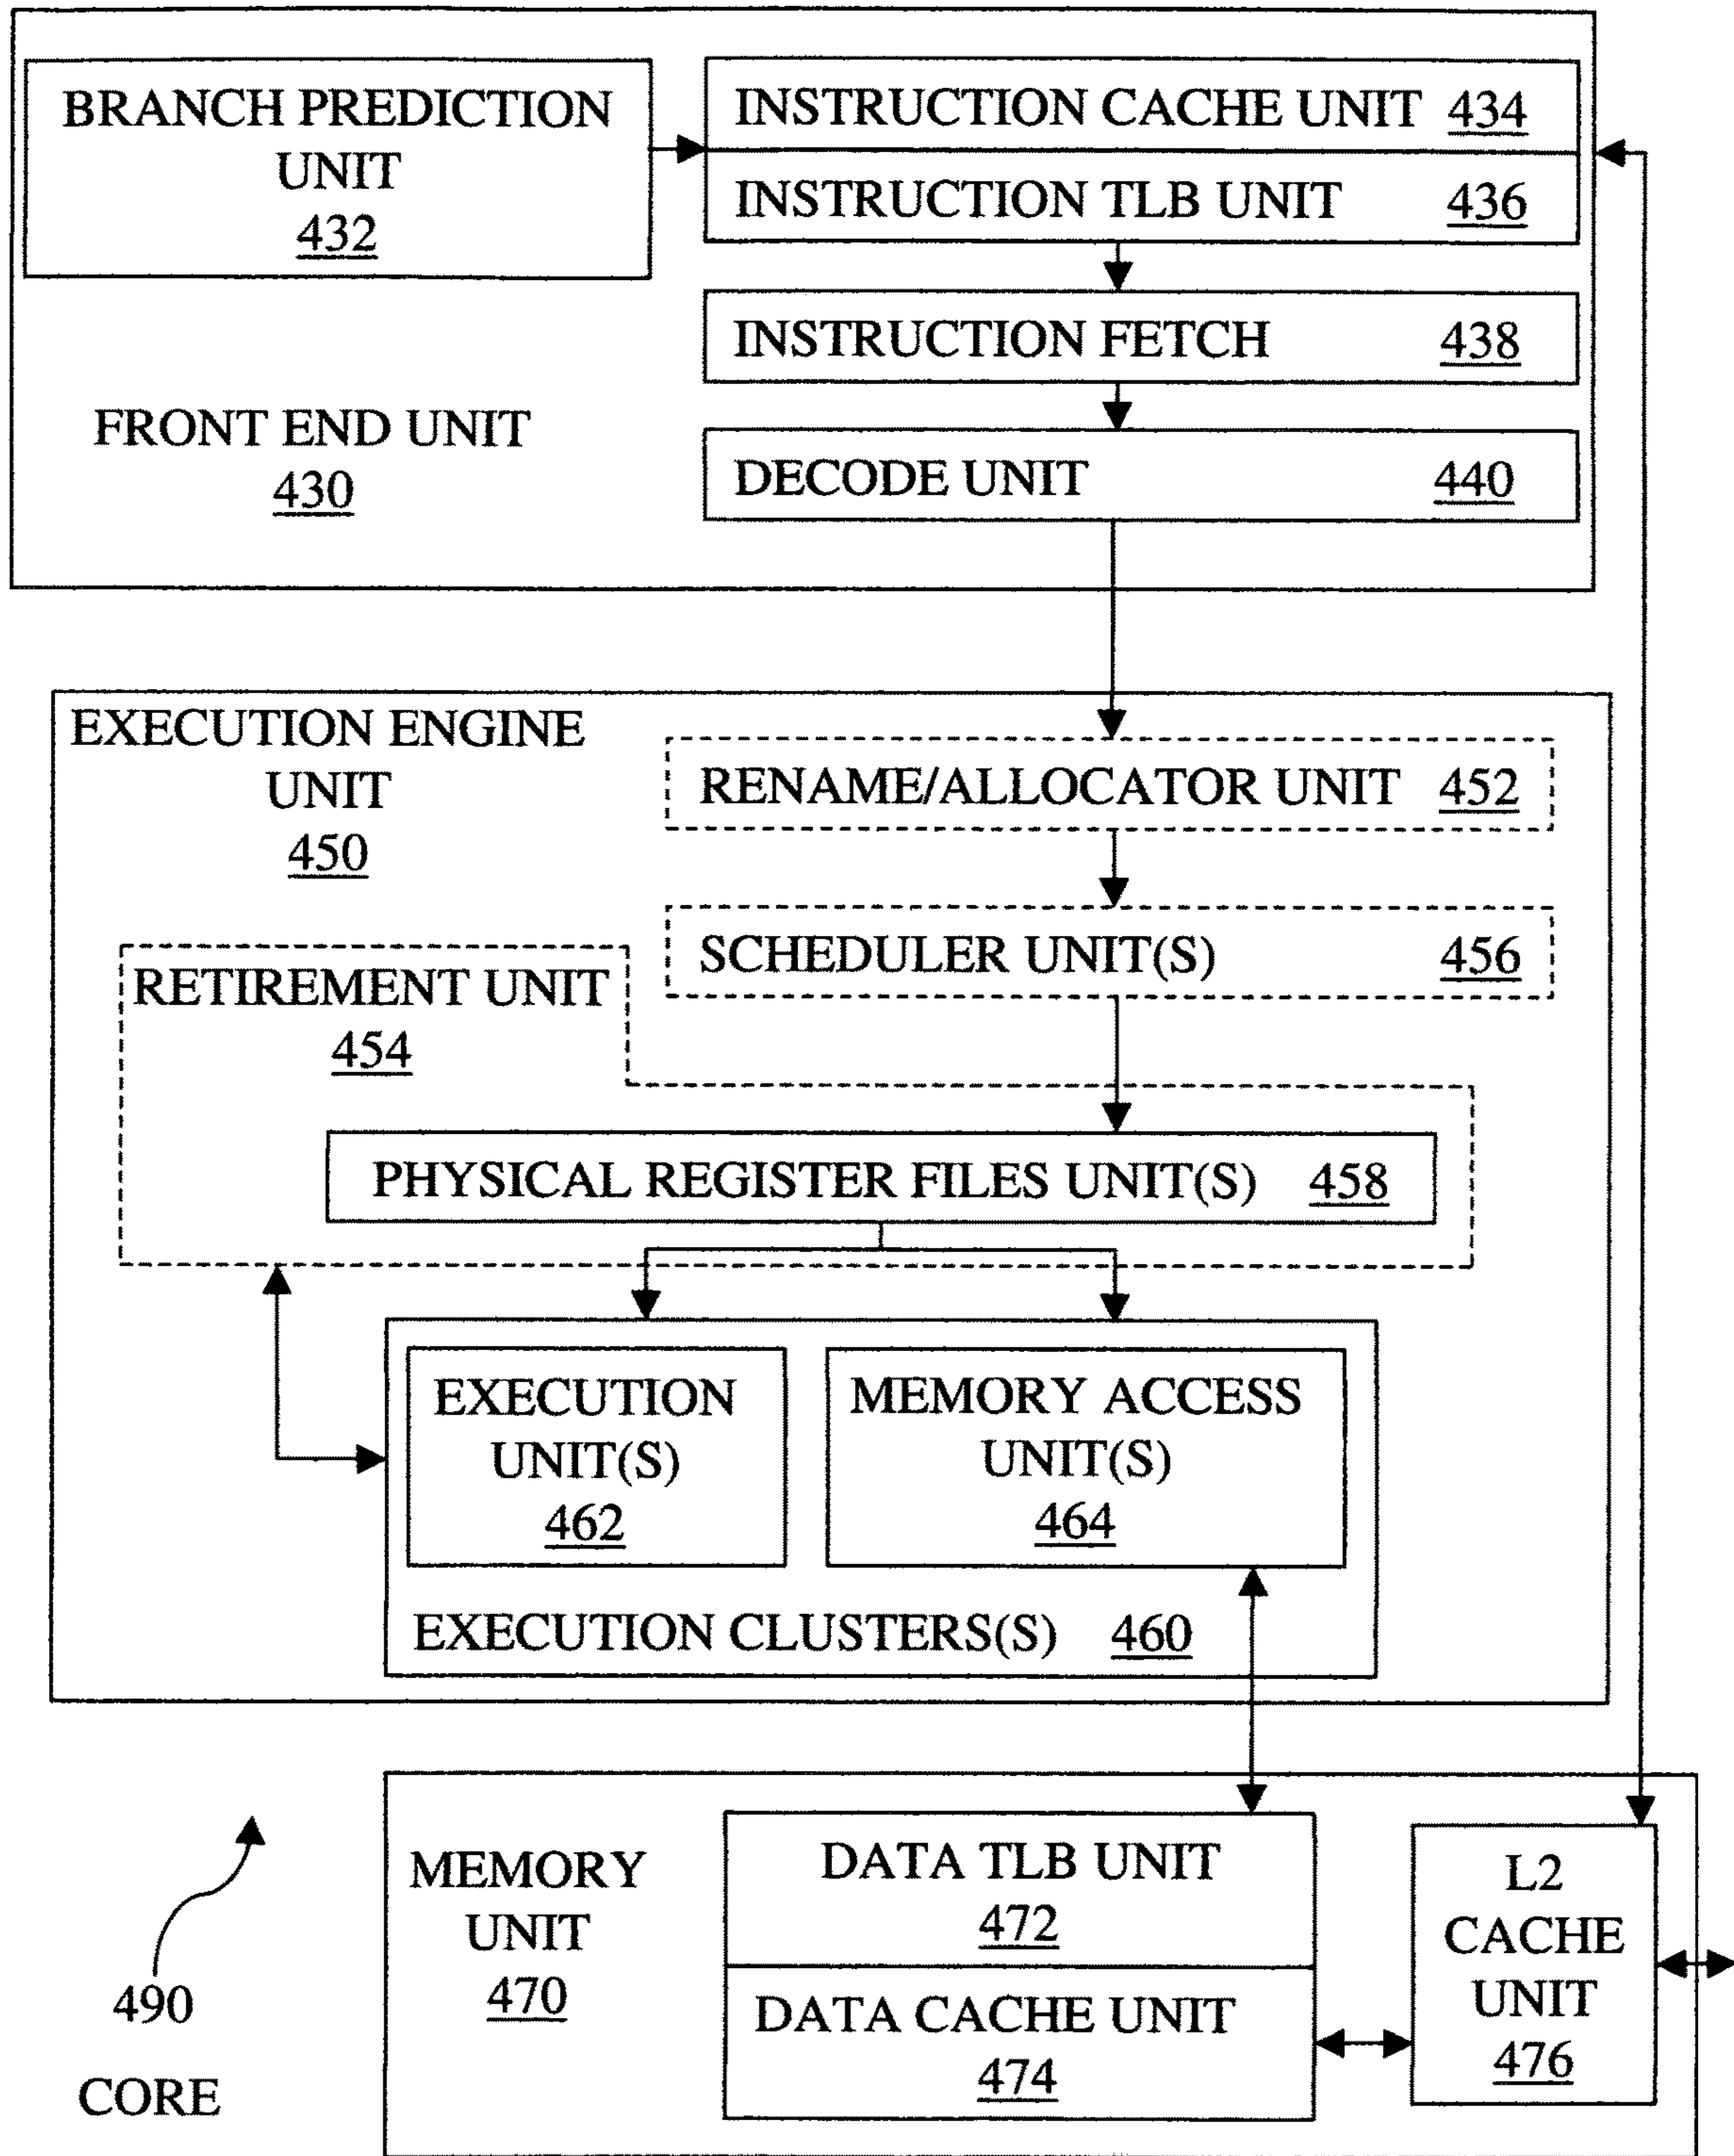 BRANCH PREDICTION
UNIT
432
INSTRUCTION CACHE UNIT 434
INSTRUCTION TLB UNIT 436
INSTRUCTION FETCH 438
FRONT END UNIT
430
DECODE UNIT 440
EXECUTION ENGINE
UNIT
450
RENAME/ALLOCATOR UNIT 452
SCHEDULER UNIT(S) 456
RETIREMENT UNIT
454
PHYSICAL REGISTER FILES UNIT(S) 458
EXECUTION
UNIT(S)
462
MEMORY ACCESS
UNIT(S)
464
EXECUTION CLUSTERS(S) 460
MEMORY
UNIT
470
DATA TLB UNIT
472
DATA CACHE UNIT
474
L2
CACHE
UNIT
476
490
CORE